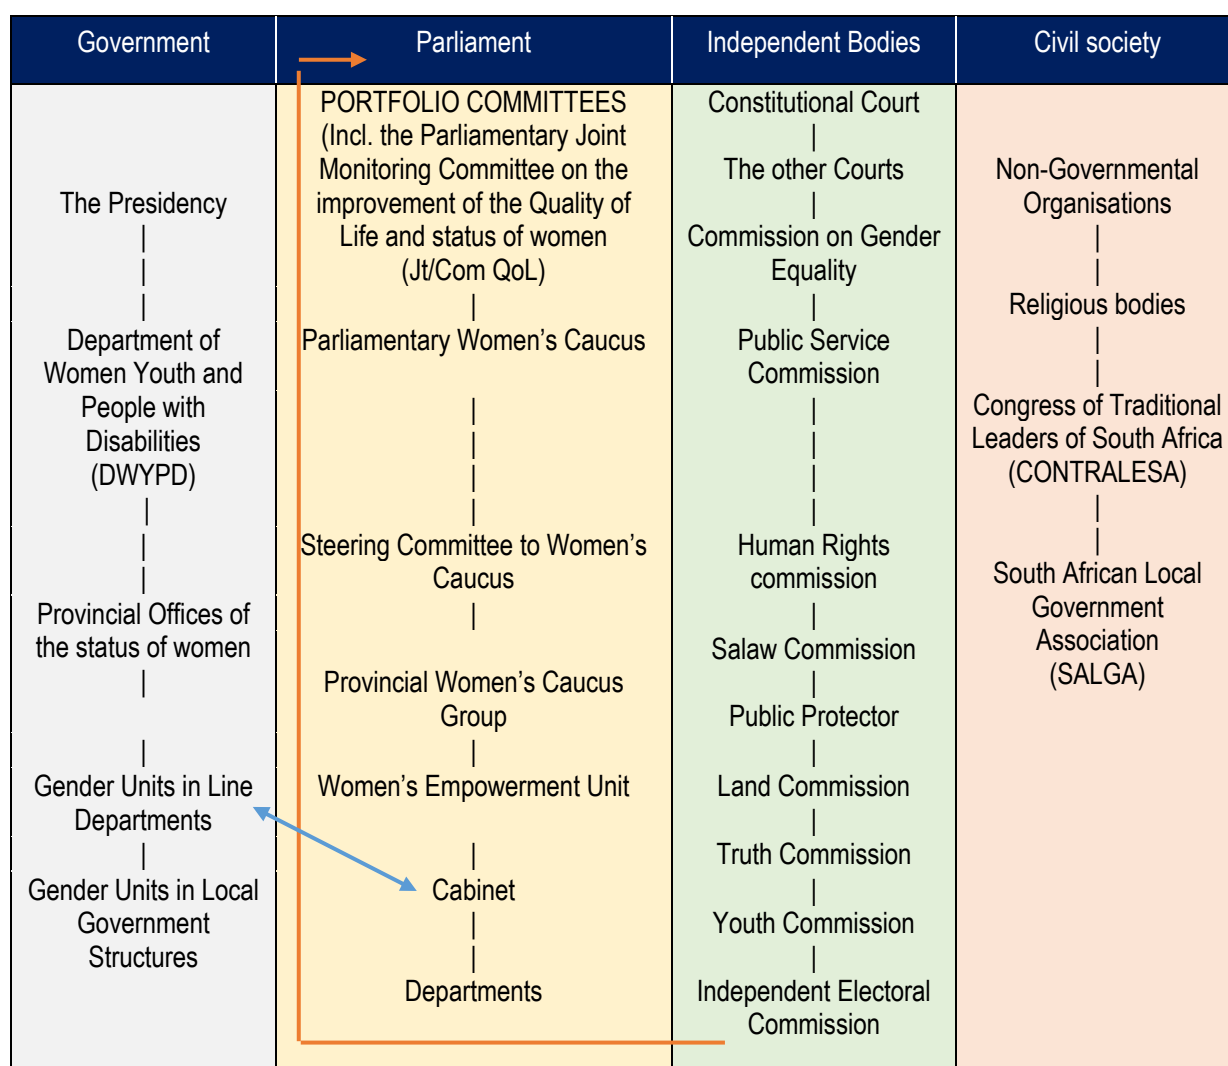 Government
Parliament
Independent Bodies
Civil society
The Presidency
|
|
|
Department of
Women Youth and
People with
Disabilities
(DWYPD)
|
|
|
Provincial Offices of
the status of women
|
|
Gender Units in Line
Departments
|
Gender Units in Local
Government
Structures
PORTFOLIO COMMITTEES
(Incl. the Parliamentary Joint
Monitoring Committee on the
improvement of the Quality of
Life and status of women
(Jt/Com QoL)
|
Parliamentary Women’s Caucus
|
|
|
|
Steering Committee to Women’s
Caucus
|
Provincial Women’s Caucus
Group
|
Women’s Empowerment Unit
|
Cabinet
|
|
Departments
Constitutional Court
|
The other Courts
|
Commission on Gender
Equality
|
Public Service
Commission
|
|
|
|
Human Rights
commission
|
Salaw Commission
|
Public Protector
|
Land Commission
|
Truth Commission
|
Youth Commission
|
Independent Electoral
Commission
Non-Governmental
Organisations
|
|
Religious bodies
|
|
Congress of Traditional
Leaders of South Africa
(CONTRALESA)
|
|
South African Local
Government
Association
(SALGA)